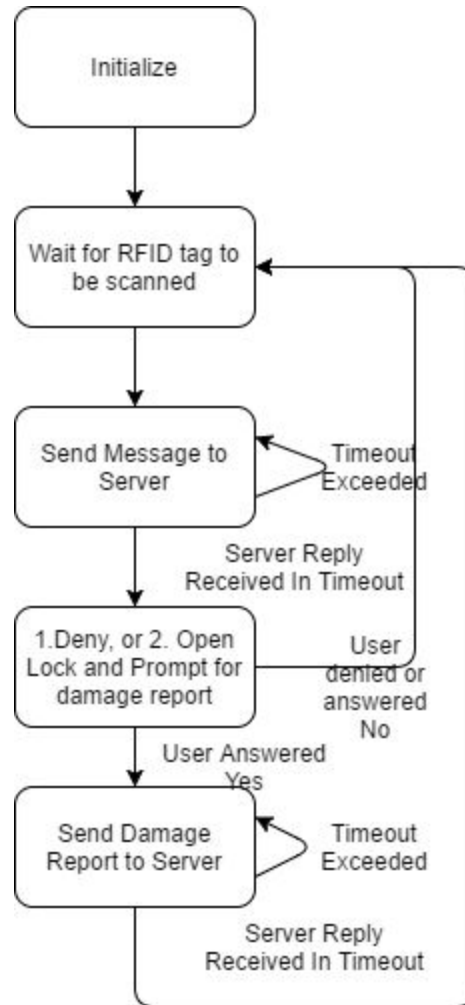 Initialize
Wait for RFID tag to
be scanned
Send Message to
Server
Timeout
Exceeded
Server Reply
Received In Timeout
1.Deny, or 2. Open
Lock and Prompt for
damage report
User
denied or
answered
No
User Answered
Yes
Send Damage
Report to Server
Timeout
Exceeded
Server Reply
Received In Timeout